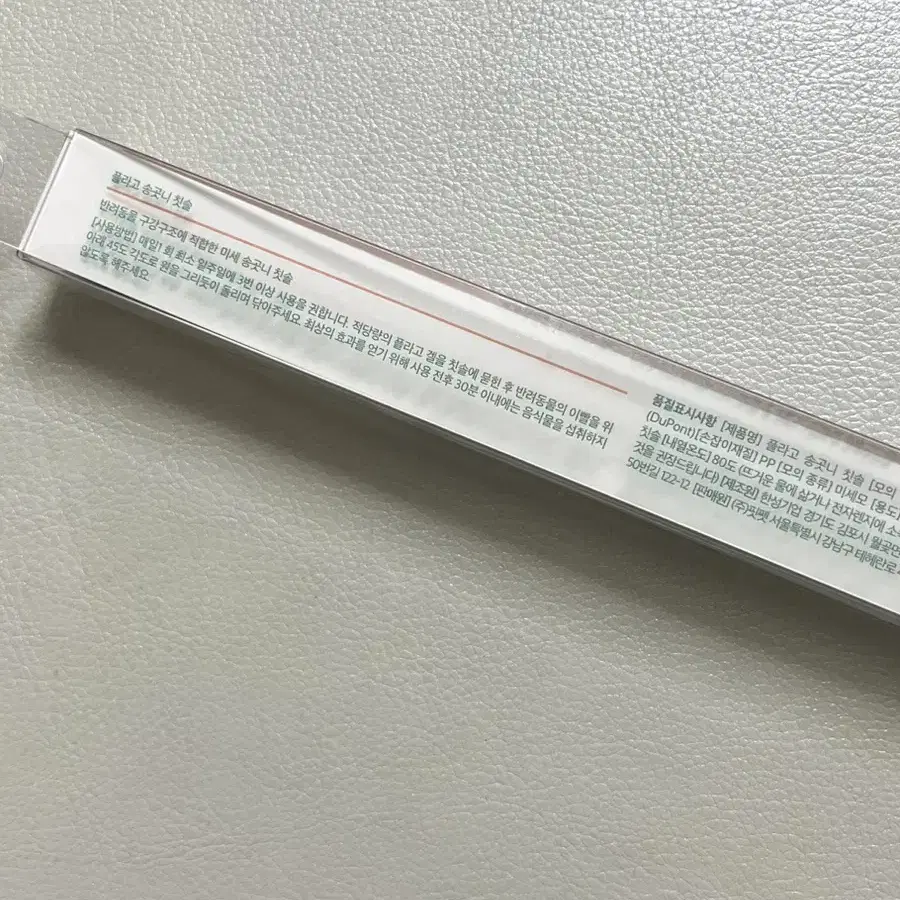 플라고 송곳니 칫솔
반려동물 구강구조에 적합한 미세 송곳니 칫솔
[사용방법] 매일1 회 최소 일주일에 3번 이상 사용을 권합니다. 적당량의 플라고 겔을 칫솔에 묻힌 후 반려동물의 이빨을 위
아래 45도 각도로 원을 그리듯이 돌리며 닦아주세요. 최상의 효과를 얻기 위해 사용 전후 30분 이내에는 음식물을 섭취하지
않도록 해주세요.
품질표시사항 [제품명] 플라고 송곳니 칫솔 [모의
(DuPont) [손잡이재질] PP [모의 종류] 미세모 [용도]
칫솔 [내열온도] 80도 (뜨거운 물에 삶거나 전자렌지에 소
것을 권장드립니다) [제조원] 한성기업 경기도 김포시 월곶면
50번길 122-12 [판매원] (주)핏펫 서울특별시 강남구 테헤란로